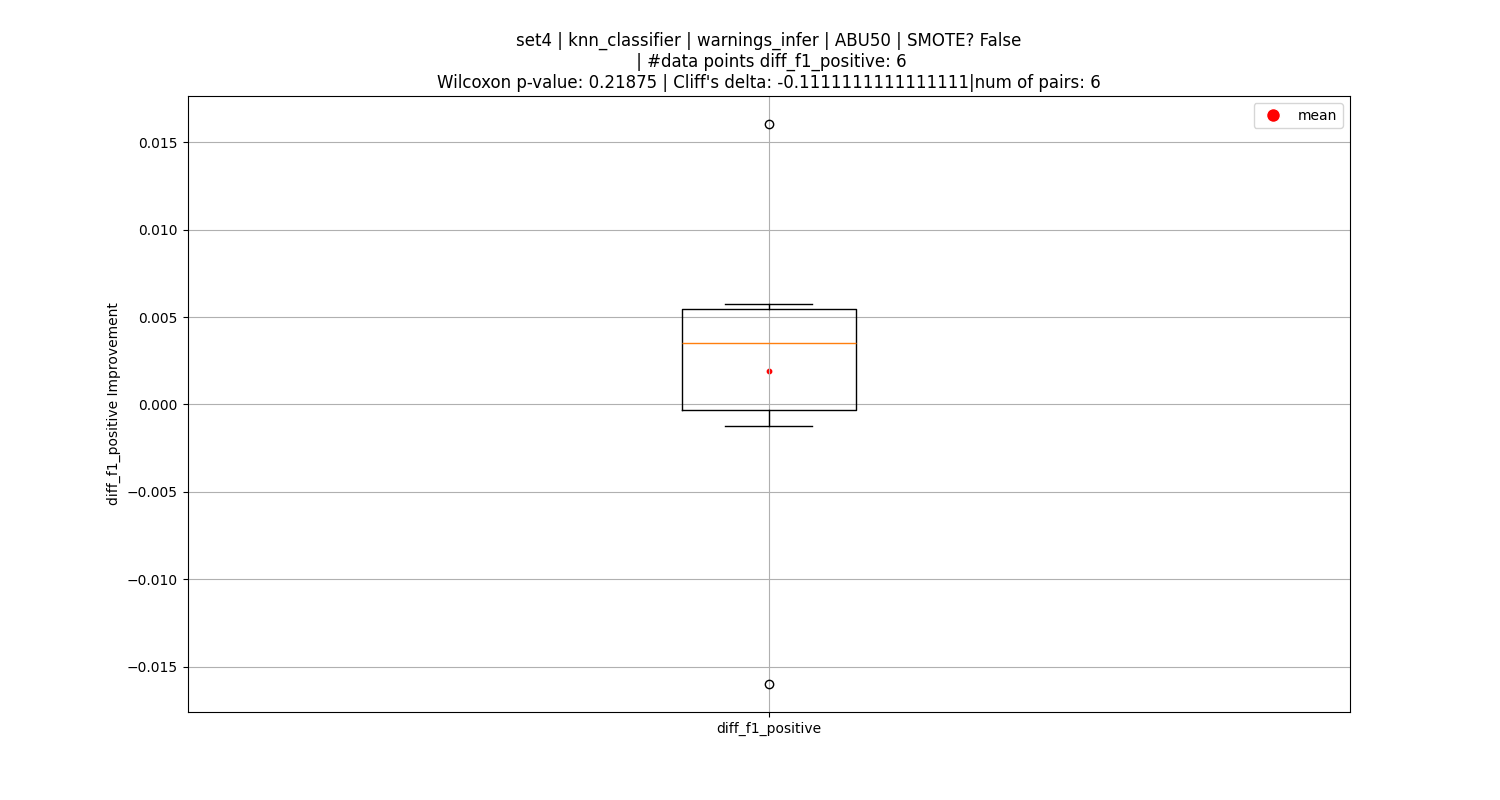 set4 | knn_classifier | warnings_infer | ABU50 | SMOTE? False
| #data points diff_f1_positive: 6
Wilcoxon p-value: 0.21875 | Cliff's delta: -0.1111111111111111|num of pairs: 6
mean
0.015
0.010
0.005
0.000
−0.005
−0.010
−0.015
diff_f1_positive Improvement
diff_f1_positive